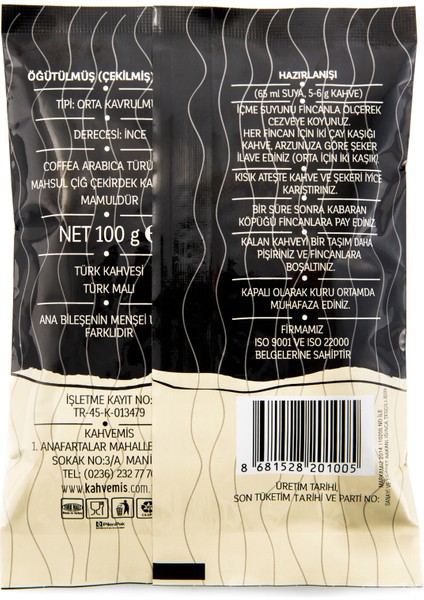 ÖĞÜTÜLMÜŞ (ÇEKİLMİŞ)
TİPİ: ORTA KAVRULMU
DERECESİ: İNCE
COFFEA ARABICA TÜRÜ
MAHSUL ÇİĞ ÇEKİRDEK KA
MAMULDÜR
NET 100 g e
TÜRK KAHVESİ
TÜRK MALI
ANA BİLEŞENİN MENŞEİ
FARKLIDIR
İŞLETME KAYIT NO:
TR-45-K-013479
KAHVEMİS
1. ANAFARTALAR MAHALLE
SOKAK NO:3/A MANİ
TEL: (0236) 232 77
www.kahvemis.com
HAZIRLANIŞI
(65 ml SUYA, 5-6 g KAHVE)
İÇME SUYUNU FİNCANLA ÖLÇEREK
CEZVEYE KOYUNUZ.
HER FİNCAN İÇİN İKİ ÇAY KAŞIĞI
KAHVE, ARZUNUZA GÖRE ŞEKER
İLAVE EDİNİZ (ORTA İÇİN İKİ KAŞIK)
KISIK ATEŞTE KAHVE VE ŞEKERİ İYİCE
KARIŞTIRINIZ.
BİR SÜRE SONRA KABARAN
KÖPÜĞÜ FİNCANLARA PAY EDİNİZ
KALAN KAHVEYİ BİR TAŞIM DAHA
PİŞİRİNİZ VE FİNCANLARA
BOŞALTINIZ.
KAPALI OLARAK KURU ORTAMDA
MUHAFAZA EDİNİZ.
FİRMAMIZ
ISO 9001 VE ISO 22000
BELGELERİNE SAHİPTİR
8 681528 201005
ÜRETİM TARİHİ,
SON TÜKETİM TARİHİ VE PARTİ NO: